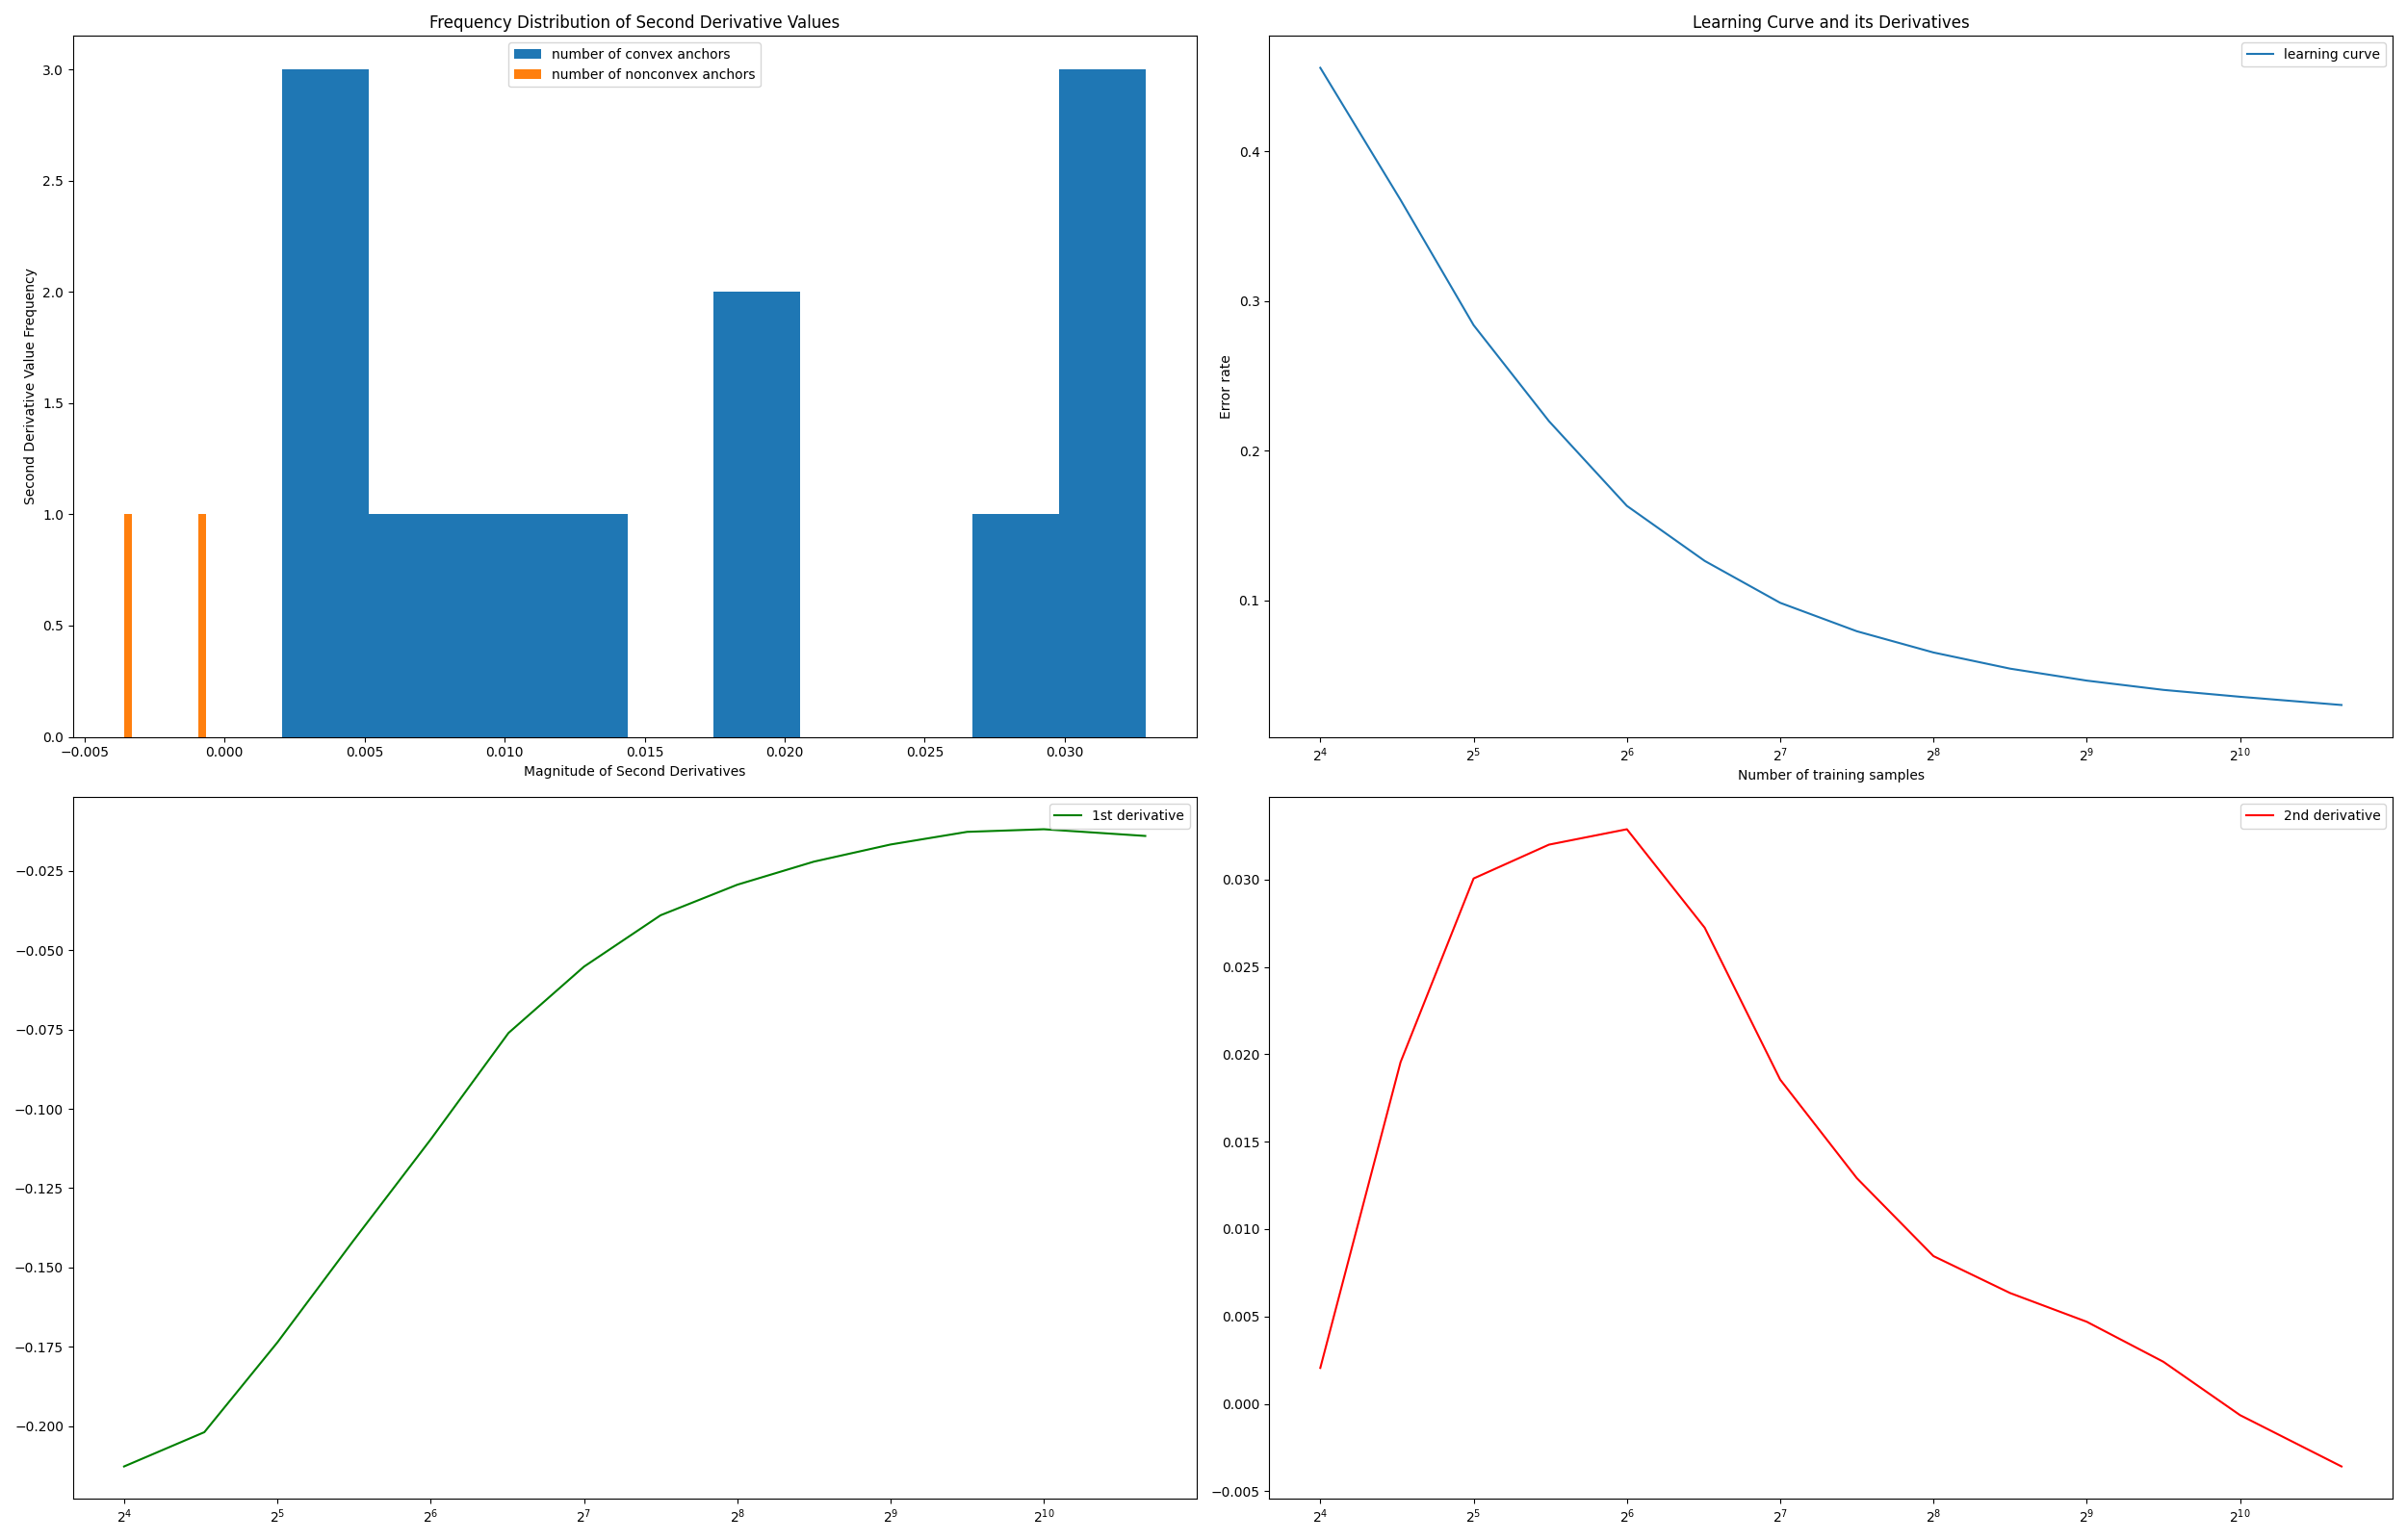 Frequency Distribution of Second Derivative Values
number of convex anchors
number of nonconvex anchors
Second Derivative Value Frequency
3.0
2.5
2.0
1.5
1.0
0.5
0.0
−0.005 0.000 0.005 0.010 0.015 0.020 0.025 0.030
Magnitude of Second Derivatives
Learning Curve and its Derivatives
learning curve
Error rate
0.4
0.3
0.2
0.1
2⁴ 2⁵ 2⁶ 2⁷ 2⁸ 2⁹ 2¹⁰
Number of training samples
1st derivative
−0.025
−0.050
−0.075
−0.100
−0.125
−0.150
−0.175
−0.200
2⁴ 2⁵ 2⁶ 2⁷ 2⁸ 2⁹ 2¹⁰
2nd derivative
0.030
0.025
0.020
0.015
0.010
0.005
0.000
−0.005
2⁴ 2⁵ 2⁶ 2⁷ 2⁸ 2⁹ 2¹⁰